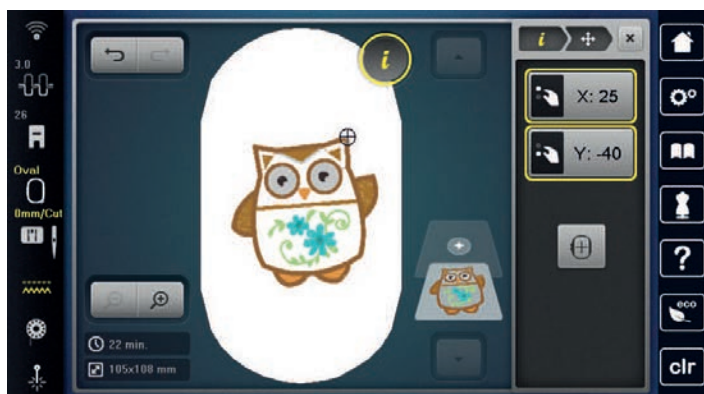 3.0
26
Oval
0mm/Cut
i
22 min.
105x108 mm
i
X: 25
Y: -40
?
eco
clr